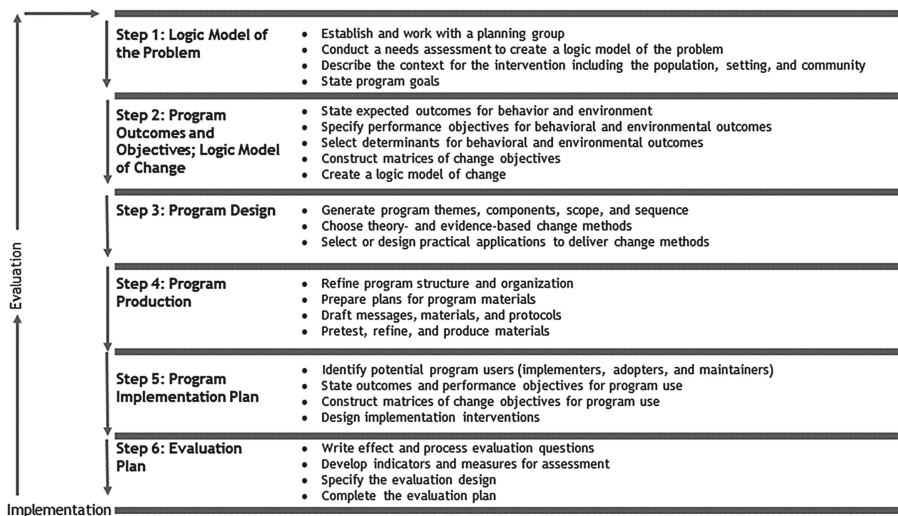 Step 1: Logic Model of
the Problem
• Establish and work with a planning group
• Conduct a needs assessment to create a logic model of the problem
• Describe the context for the intervention including the population, setting, and community
• State program goals
Step 2: Program
Outcomes and
Objectives; Logic Model
of Change
• State expected outcomes for behavior and environment
• Specify performance objectives for behavioral and environmental outcomes
• Select determinants for behavioral and environmental outcomes
• Construct matrices of change objectives
• Create a logic model of change
Step 3: Program Design
• Generate program themes, components, scope, and sequence
• Choose theory- and evidence-based change methods
• Select or design practical applications to deliver change methods
Step 4: Program
Production
• Refine program structure and organization
• Prepare plans for program materials
• Draft messages, materials, and protocols
• Pretest, refine, and produce materials
Step 5: Program
Implementation Plan
• Identify potential program users (implementers, adopters, and maintainers)
• State outcomes and performance objectives for program use
• Construct matrices of change objectives for program use
• Design implementation interventions
Step 6: Evaluation
Plan
• Write effect and process evaluation questions
• Develop indicators and measures for assessment
• Specify the evaluation design
• Complete the evaluation plan
Evaluation
Implementation